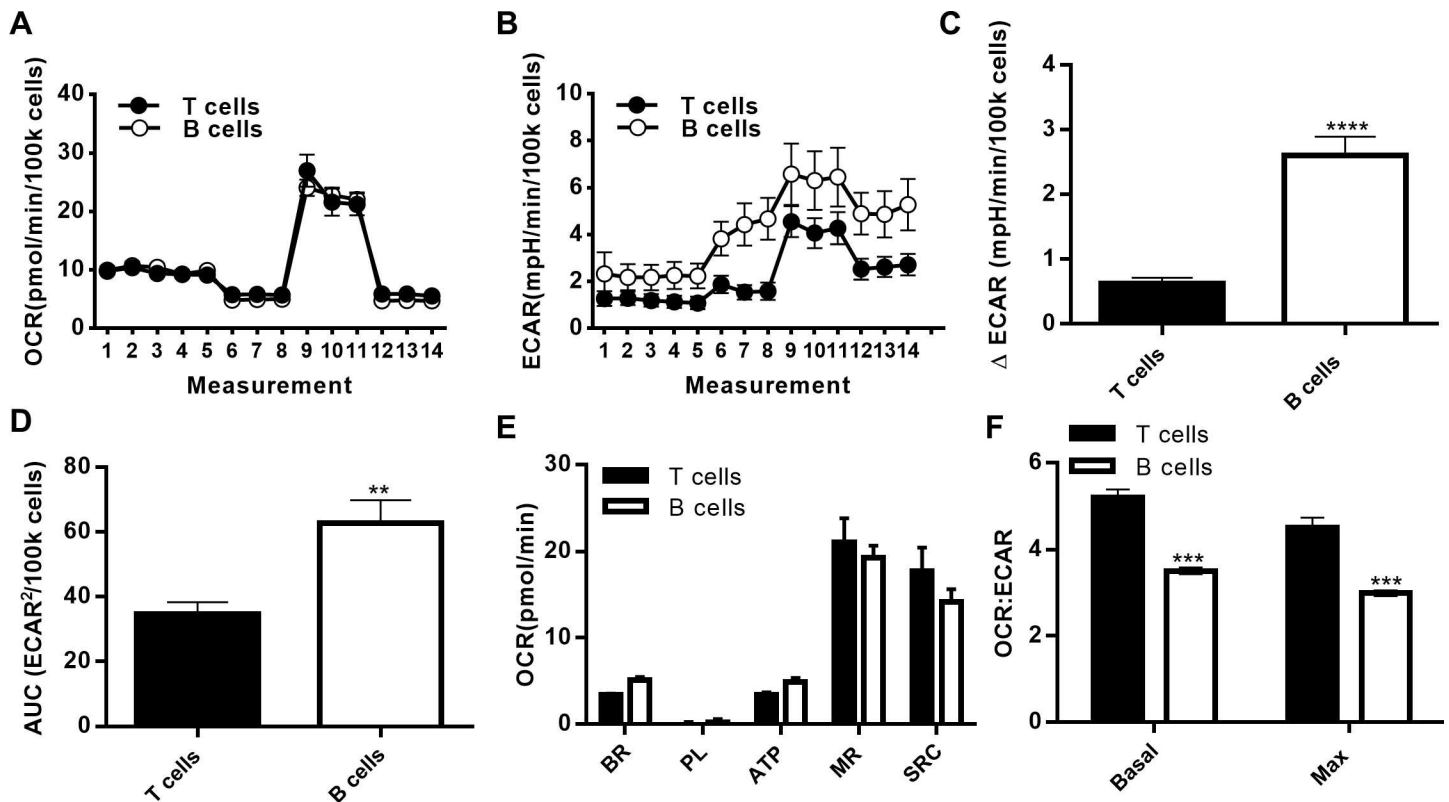 A
OCR(pmol/min/100k cells)
40
30
20
10
0
T cells
B cells
1 2 3 4 5 6 7 8 9 10 11 12 13 14
Measurement
B
ECAR(mpH/min/100k cells)
10
8
6
4
2
0
T cells
B cells
1 2 3 4 5 6 7 8 9 10 11 12 13 14
Measurement
C
Δ ECAR (mpH/min/100k cells)
4
3
2
1
0
****
T cells
B cells
D
AUC (ECAR²/100k cells)
80
60
40
20
0
**
T cells
B cells
E
OCR(pmol/min)
30
20
10
0
T cells
B cells
BR
PL
ATP
MR
SRC
F
OCR:ECAR
6
4
2
0
T cells
B cells
***
***
Basal
Max